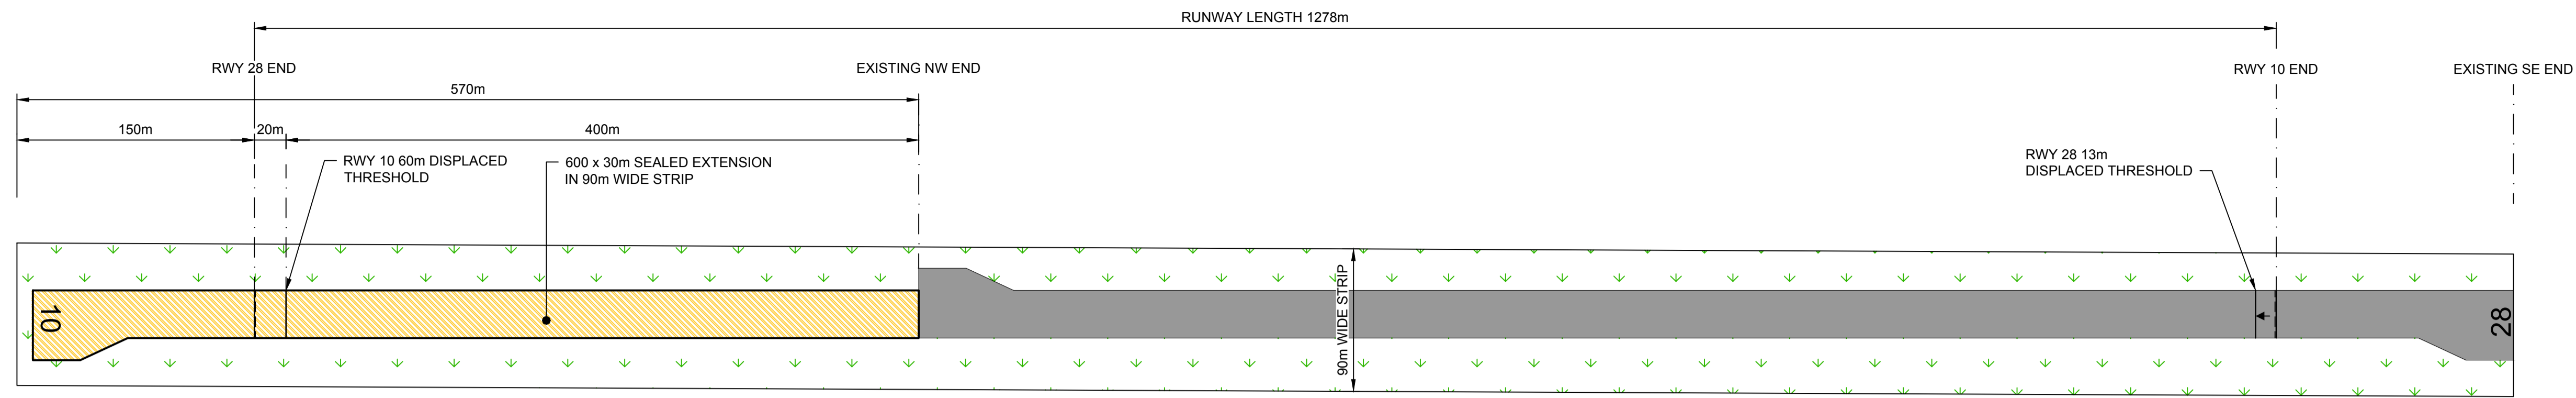 RUNWAY LENGTH 1278m
RWY 28 END
EXISTING NW END
RWY 10 END
EXISTING SE END
570m
150m
20m
400m
RWY 10 60m DISPLACED
THRESHOLD
600 x 30m SEALED EXTENSION
IN 90m WIDE STRIP
RWY 28 13m
DISPLACED THRESHOLD
10
90m WIDE STRIP
28